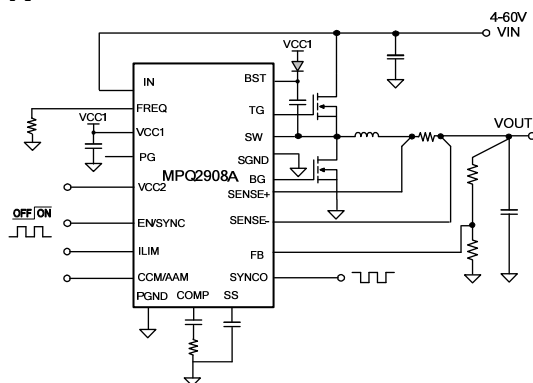 4-60V
VIN
VCC1
IN
BST
FREQ
TG
VCC1
VCC1
SW
VOUT
PG
SGND
MPQ2908A
BG
VCC2
SENSE+
OFF ON
EN/SYNC
SENSE-
ILIM
FB
CCM/AAM
SYNCO
PGND
COMP
SS